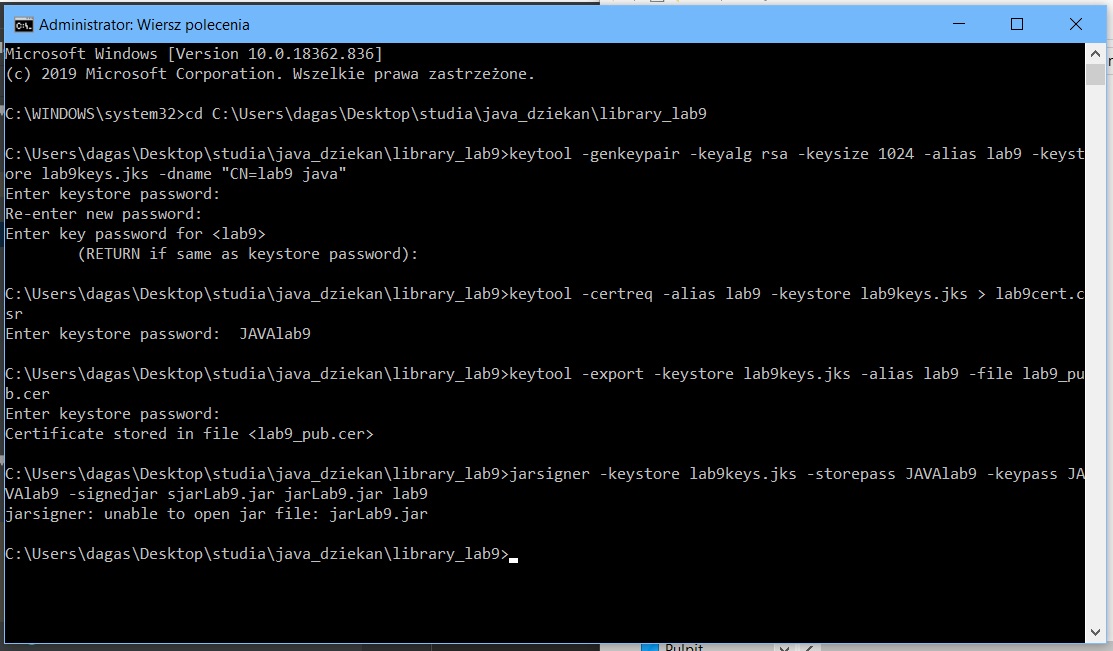 Administrator: Wiersz polecenia
Microsoft Windows [Version 10.0.18362.836]
(c) 2019 Microsoft Corporation. Wszelkie prawa zastrzeżone.
C:\WINDOWS\system32>cd C:\Users\dagas\Desktop\studia\java_dziekan\library_lab9
C:\Users\dagas\Desktop\studia\java_dziekan\library_lab9>keytool -genkeypair -keyalg rsa -keysize 1024 -alias lab9 -keyst
ore lab9keys.jks -dname "CN=lab9 java"
Enter keystore password:
Re-enter new password:
Enter key password for <lab9>
(RETURN if same as keystore password):
C:\Users\dagas\Desktop\studia\java_dziekan\library_lab9>keytool -certreq -alias lab9 -keystore lab9keys.jks > lab9cert.c
sr
Enter keystore password:  JAVAlab9
C:\Users\dagas\Desktop\studia\java_dziekan\library_lab9>keytool -export -keystore lab9keys.jks -alias lab9 -file lab9_pu
b.cer
Enter keystore password:
Certificate stored in file <lab9_pub.cer>
C:\Users\dagas\Desktop\studia\java_dziekan\library_lab9>jarsigner -keystore lab9keys.jks -storepass JAVAlab9 -keypass JA
VAlab9 -signedjar sjarLab9.jar jarLab9.jar lab9
jarsigner: unable to open jar file: jarLab9.jar
C:\Users\dagas\Desktop\studia\java_dziekan\library_lab9>
Pulpit